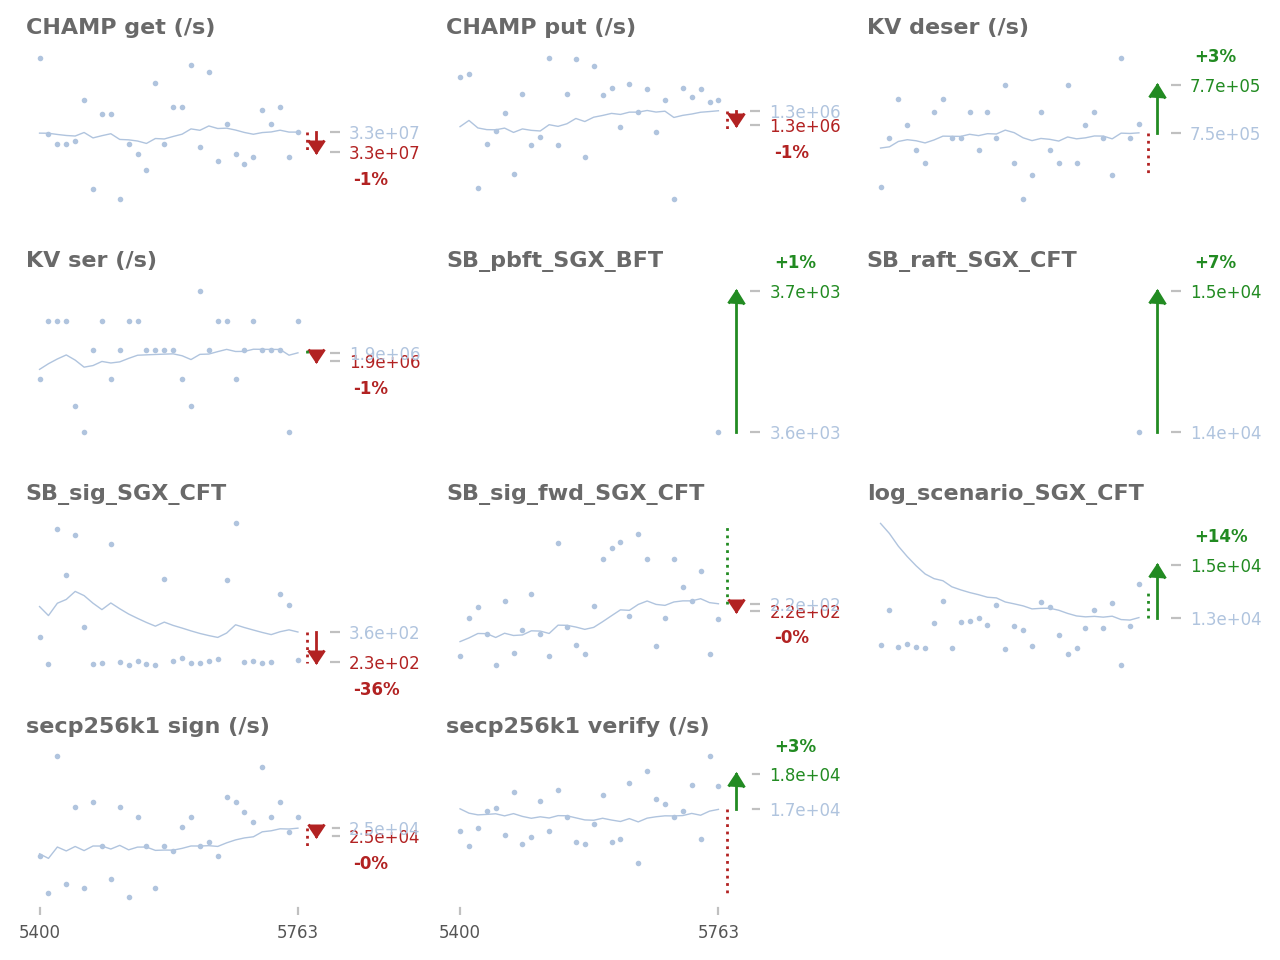 CHAMP get (/s)
3.3e+07
3.3e+07
-1%
CHAMP put (/s)
1.3e+06
1.3e+06
-1%
KV deser (/s)
+3%
7.7e+05
7.5e+05
KV ser (/s)
1.9e+06
1.9e+06
-1%
SB_pbft_SGX_BFT
+1%
3.7e+03
3.6e+03
SB_raft_SGX_CFT
+7%
1.5e+04
1.4e+04
SB_sig_SGX_CFT
3.6e+02
2.3e+02
-36%
SB_sig_fwd_SGX_CFT
2.2e+02
2.2e+02
-0%
log_scenario_SGX_CFT
+14%
1.5e+04
1.3e+04
secp256k1 sign (/s)
2.5e+04
2.5e+04
-0%
5400
5763
secp256k1 verify (/s)
+3%
1.8e+04
1.7e+04
5400
5763